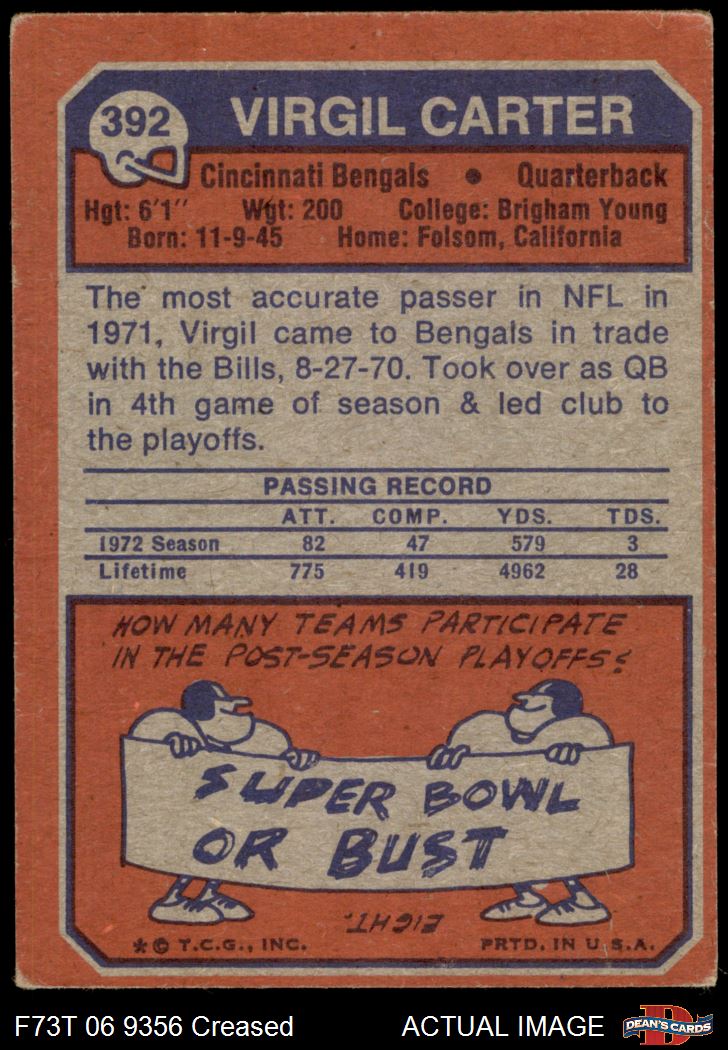 392 VIRGIL CARTER
Cincinnati Bengals • Quarterback
Hgt: 6'1" Wgt: 200 College: Brigham Young
Born: 11-9-45 Home: Folsom, California
The most accurate passer in NFL in
1971, Virgil came to Bengals in trade
with the Bills, 8-27-70. Took over as QB
in 4th game of season & led club to
the playoffs.
PASSING RECORD
ATT. COMP. YDS. TDS.
1972 Season 82 47 579 3
Lifetime 775 419 4962 28
HOW MANY TEAMS PARTICIPATE
IN THE POST-SEASON PLAYOFFS?
SUPER BOWL
OR BUST
EIGHT.
* © T.C.G., INC. PRTD. IN U.S.A.
F73T 06 9356 Creased ACTUAL IMAGE DEAN'S CARDS